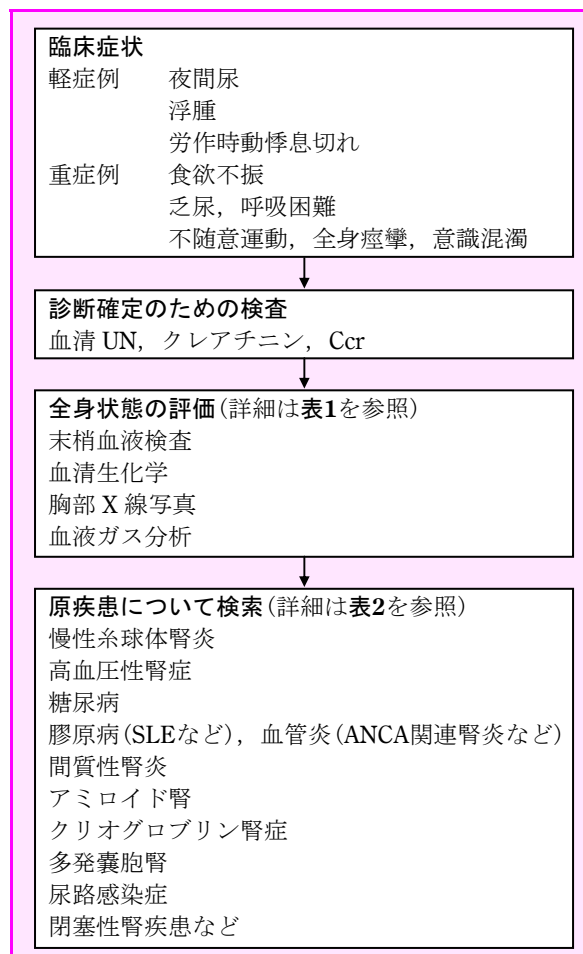 臨床症状
軽症例 夜間尿
浮腫
労作時動悸息切れ
重症例 食欲不振
乏尿，呼吸困難
不随意運動，全身痙攣，意識混濁
診断確定のための検査
血清 UN，クレアチニン，Ccr
全身状態の評価(詳細は表1を参照)
末梢血液検査
血清生化学
胸部 X 線写真
血液ガス分析
原疾患について検索(詳細は表2を参照)
慢性糸球体腎炎
高血圧性腎症
糖尿病
膠原病(SLEなど)，血管炎(ANCA関連腎炎など)
間質性腎炎
アミロイド腎
クリオグロブリン腎症
多発嚢胞腎
尿路感染症
閉塞性腎疾患など